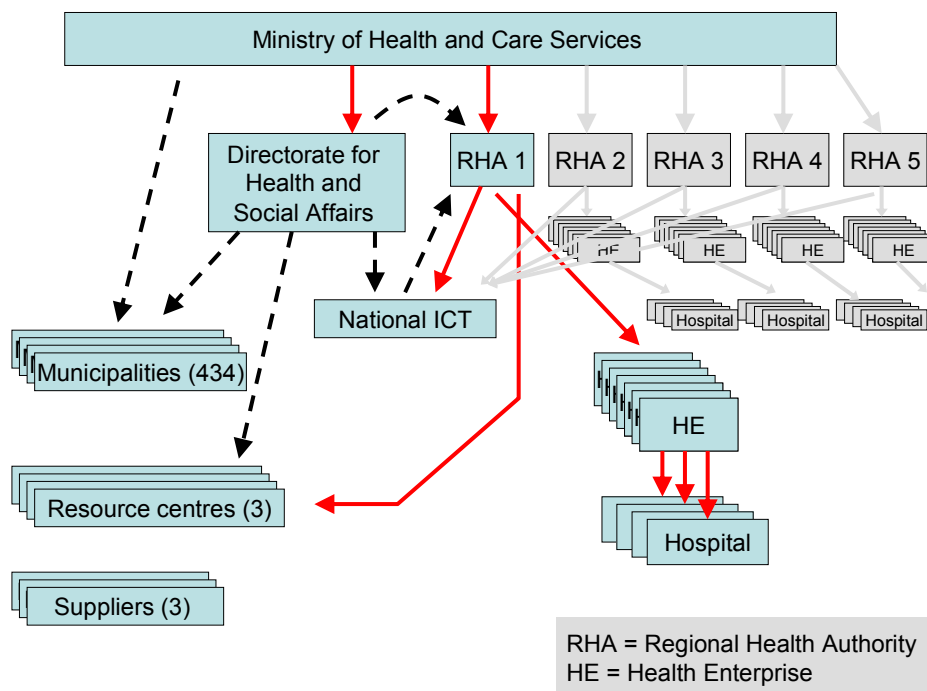 Ministry of Health and Care Services
Directorate for
Health and
Social Affairs
RHA 1
RHA 2
RHA 3
RHA 4
RHA 5
HE
HE
HE
HE
National ICT
Hospital
Hospital
Hospital
Municipalities (434)
HE
Resource centres (3)
Hospital
Suppliers (3)
RHA = Regional Health Authority
HE = Health Enterprise